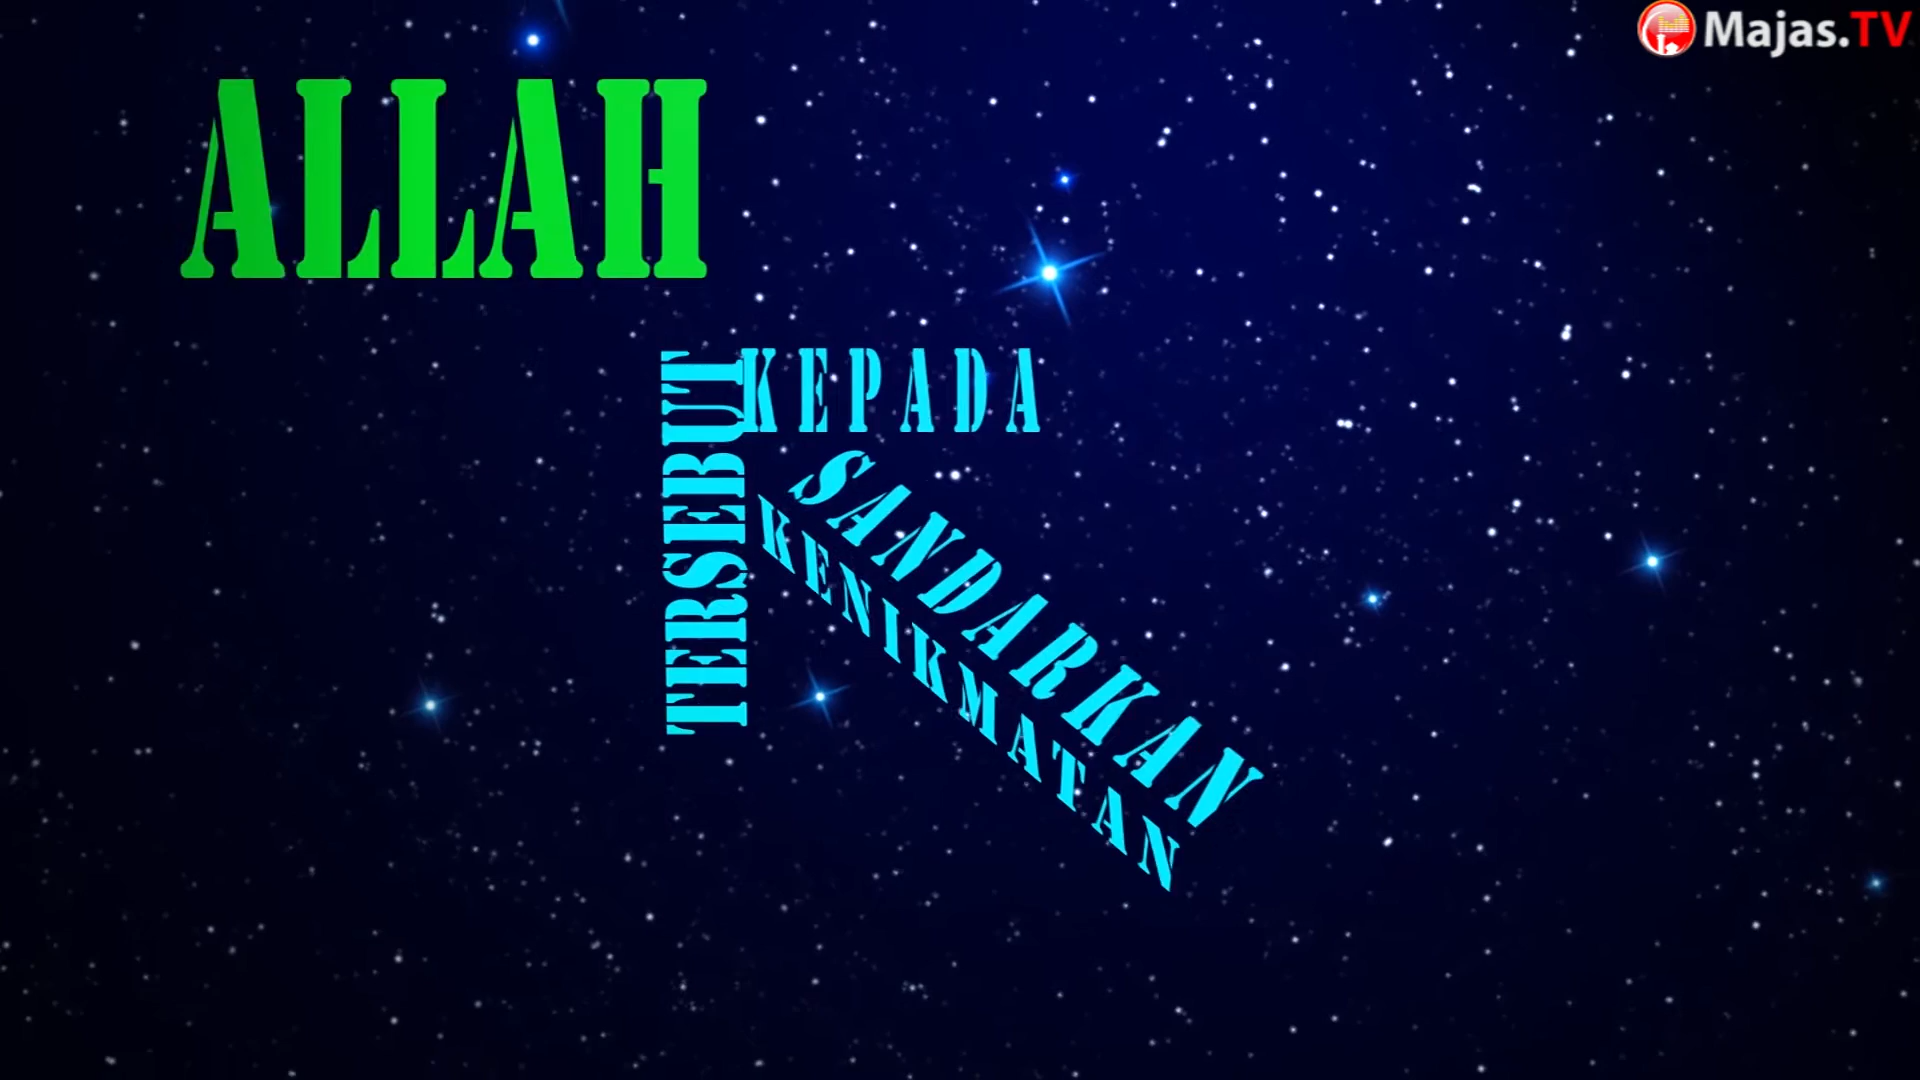 Majas.TV
ALLAH
KEPADA
TERSEBUT
SANDARKAN
KENIKMATAN